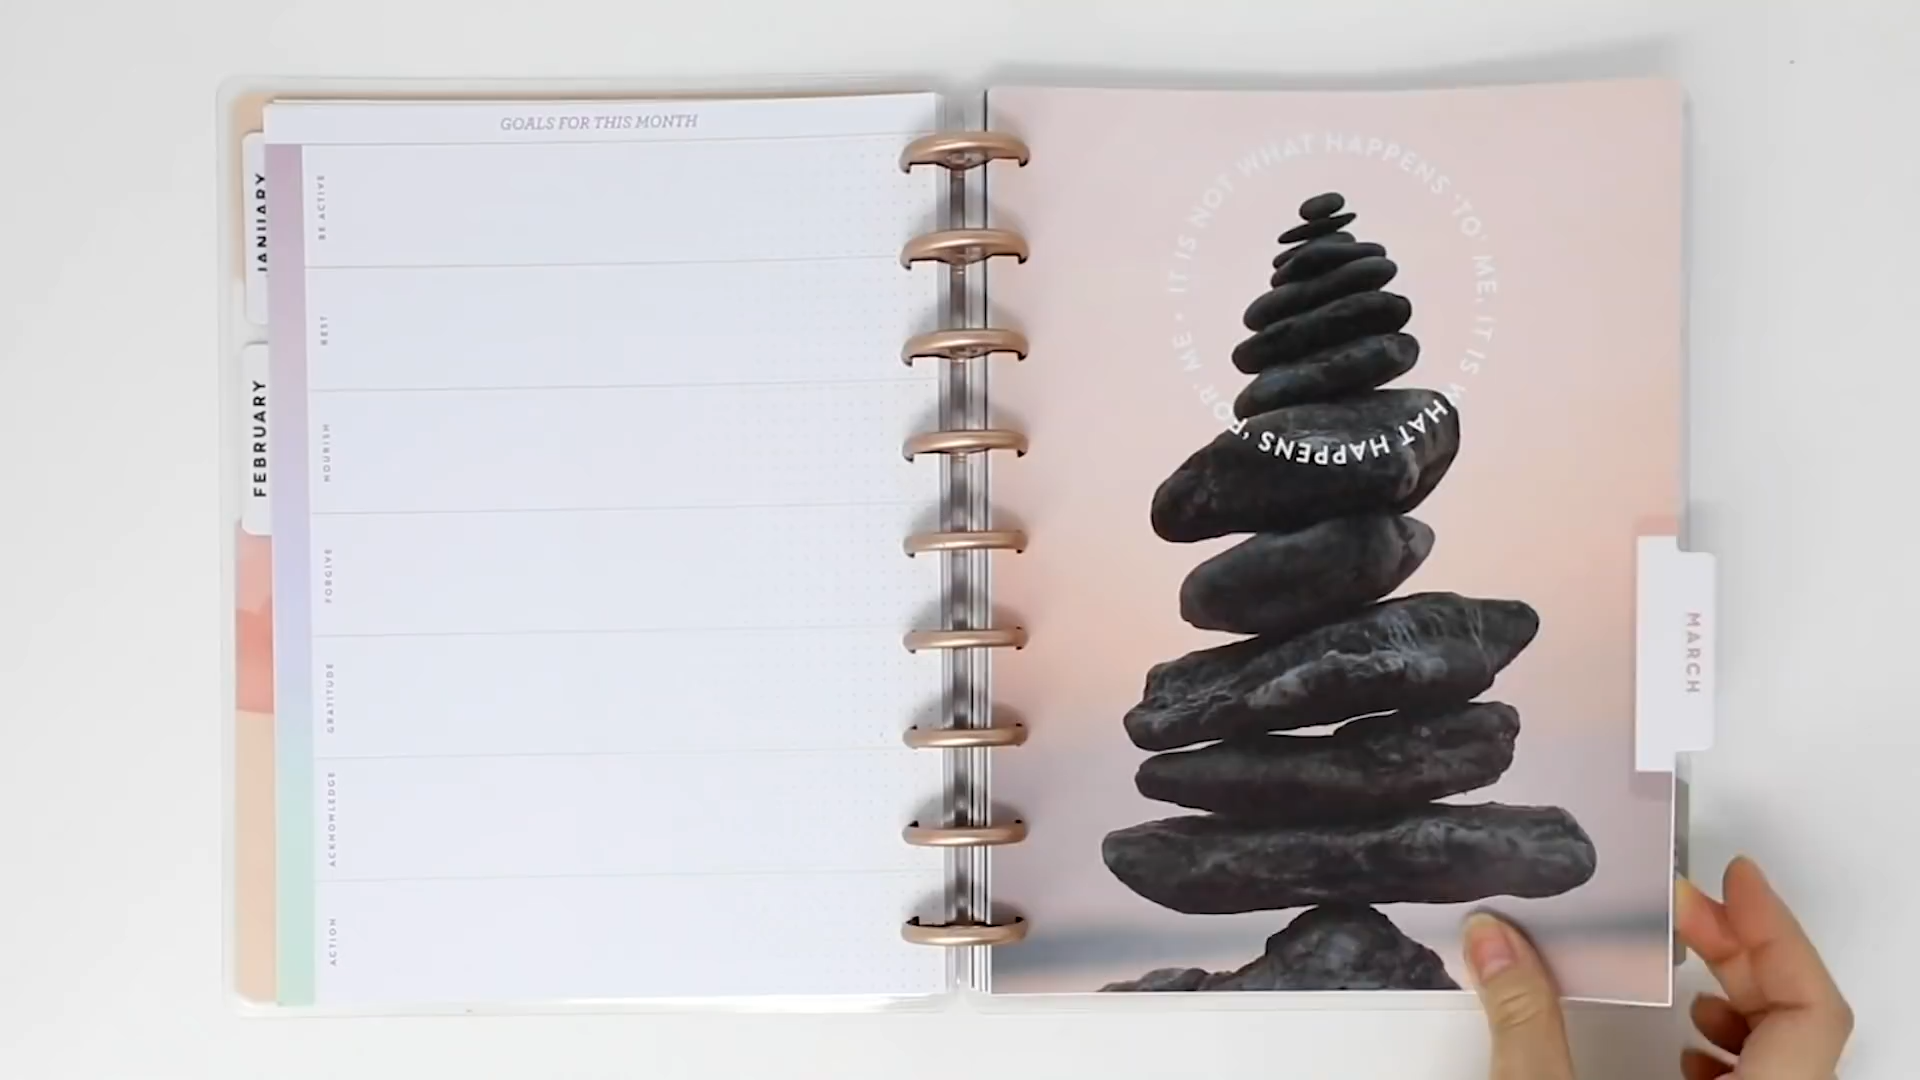 GOALS FOR THIS MONTH
JANUARY
FEBRUARY
BE ACTIVE
REST
NOURISH
FORGIVE
GRATITUDE
ACKNOWLEDGE
ACTION
• IT IS NOT WHAT HAPPENS 'TO' ME, IT IS WHAT HAPPENS 'FOR' ME
MARCH